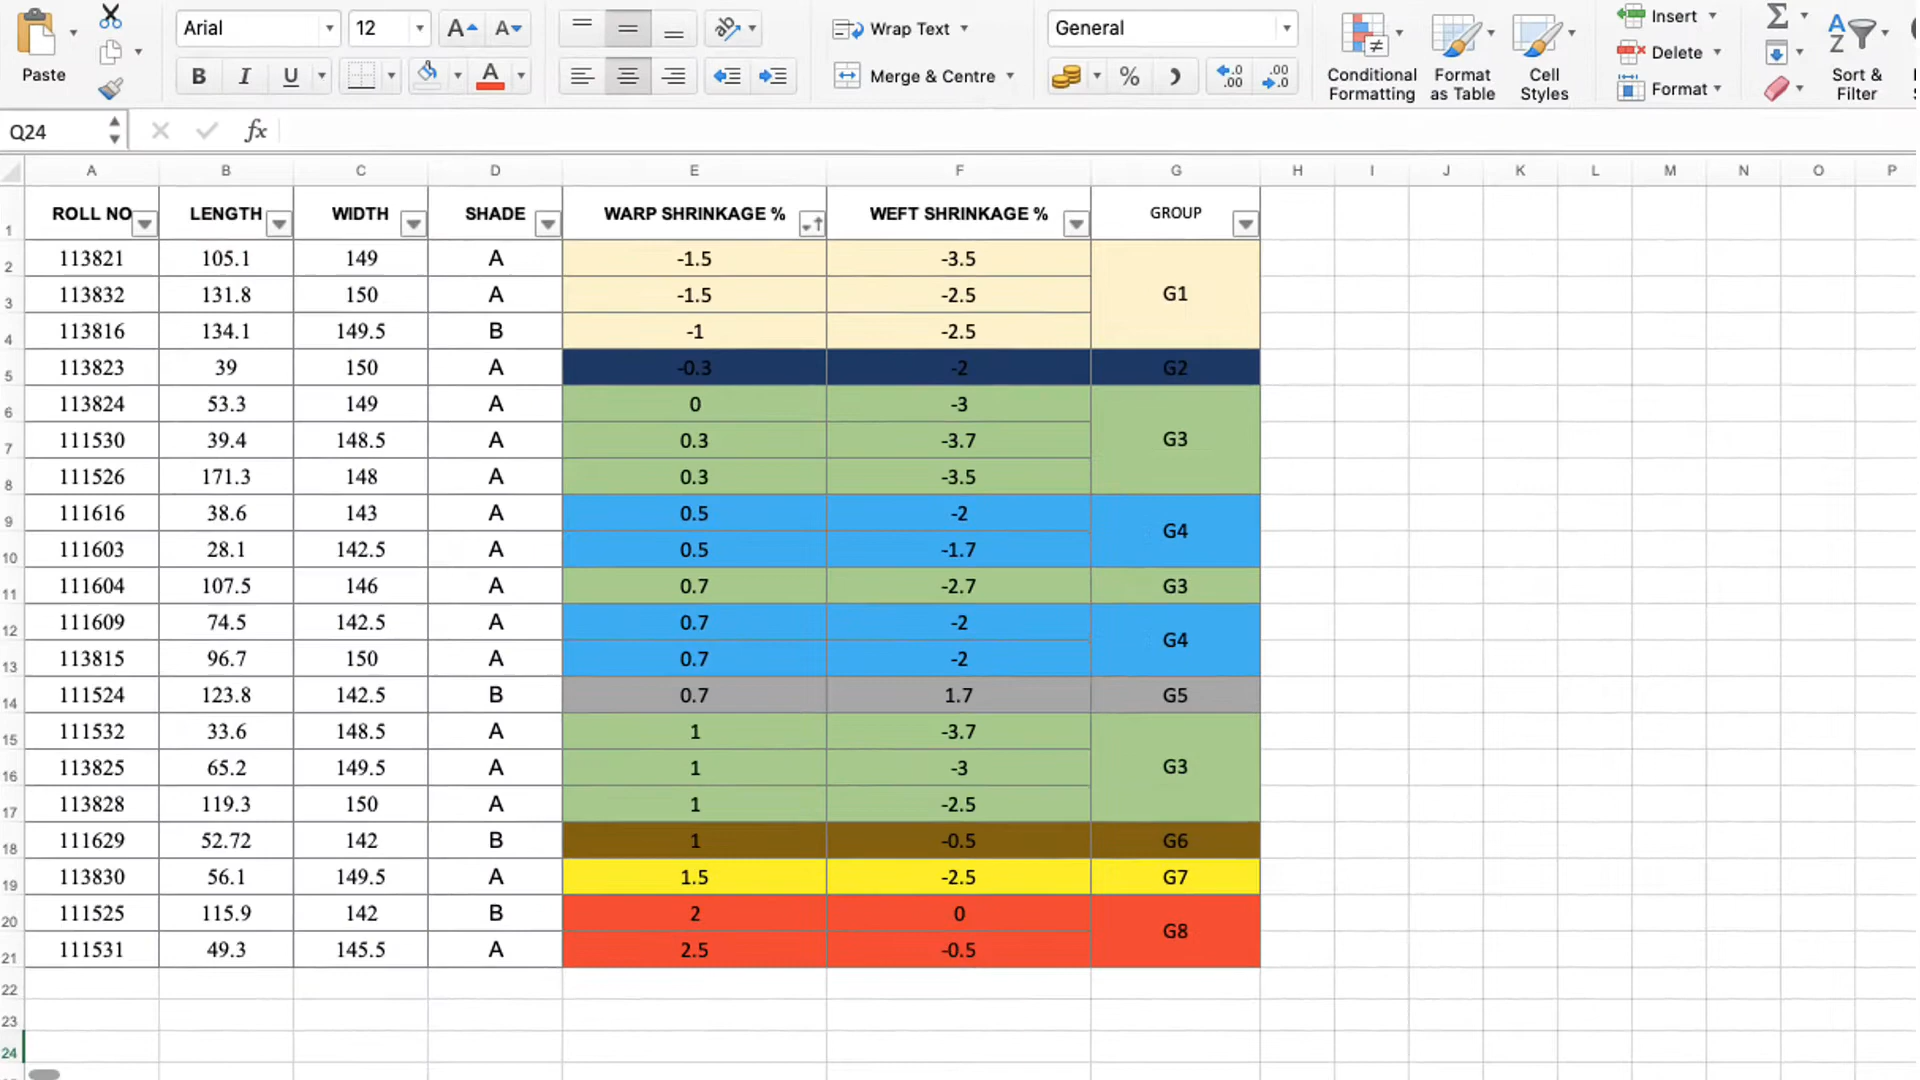 Arial 12 Wrap Text General Insert
Paste B I U Merge & Centre % Conditional Formatting Format as Table Cell Styles Delete Format Sort & Filter
Q24 fx
A B C D E F G H I J K L M N O P
1 ROLL NO LENGTH WIDTH SHADE WARP SHRINKAGE % WEFT SHRINKAGE % GROUP
2 113821 105.1 149 A -1.5 -3.5
3 113832 131.8 150 A -1.5 -2.5 G1
4 113816 134.1 149.5 B -1 -2.5
5 113823 39 150 A -0.3 -2 G2
6 113824 53.3 149 A 0 -3
7 111530 39.4 148.5 A 0.3 -3.7 G3
8 111526 171.3 148 A 0.3 -3.5
9 111616 38.6 143 A 0.5 -2 G4
10 111603 28.1 142.5 A 0.5 -1.7
11 111604 107.5 146 A 0.7 -2.7 G3
12 111609 74.5 142.5 A 0.7 -2 G4
13 113815 96.7 150 A 0.7 -2
14 111524 123.8 142.5 B 0.7 1.7 G5
15 111532 33.6 148.5 A 1 -3.7
16 113825 65.2 149.5 A 1 -3 G3
17 113828 119.3 150 A 1 -2.5
18 111629 52.72 142 B 1 -0.5 G6
19 113830 56.1 149.5 A 1.5 -2.5 G7
20 111525 115.9 142 B 2 0 G8
21 111531 49.3 145.5 A 2.5 -0.5
22
23
24